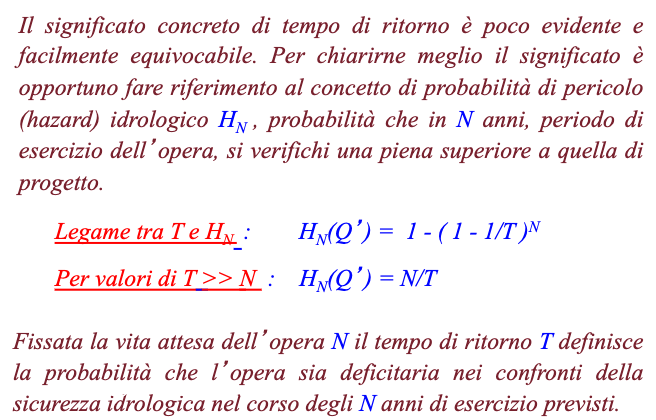 Il significato concreto di tempo di ritorno è poco evidente e
facilmente equivocabile. Per chiarirne meglio il significato è
opportuno fare riferimento al concetto di probabilità di pericolo
(hazard) idrologico H_N , probabilità che in N anni, periodo di
esercizio dell’opera, si verifichi una piena superiore a quella di
progetto.
Legame tra T e H_N : H_N(Q’) = 1 - ( 1 - 1/T )^N
Per valori di T >> N : H_N(Q’) = N/T
Fissata la vita attesa dell’opera N il tempo di ritorno T definisce
la probabilità che l’opera sia deficitaria nei confronti della
sicurezza idrologica nel corso degli N anni di esercizio previsti.